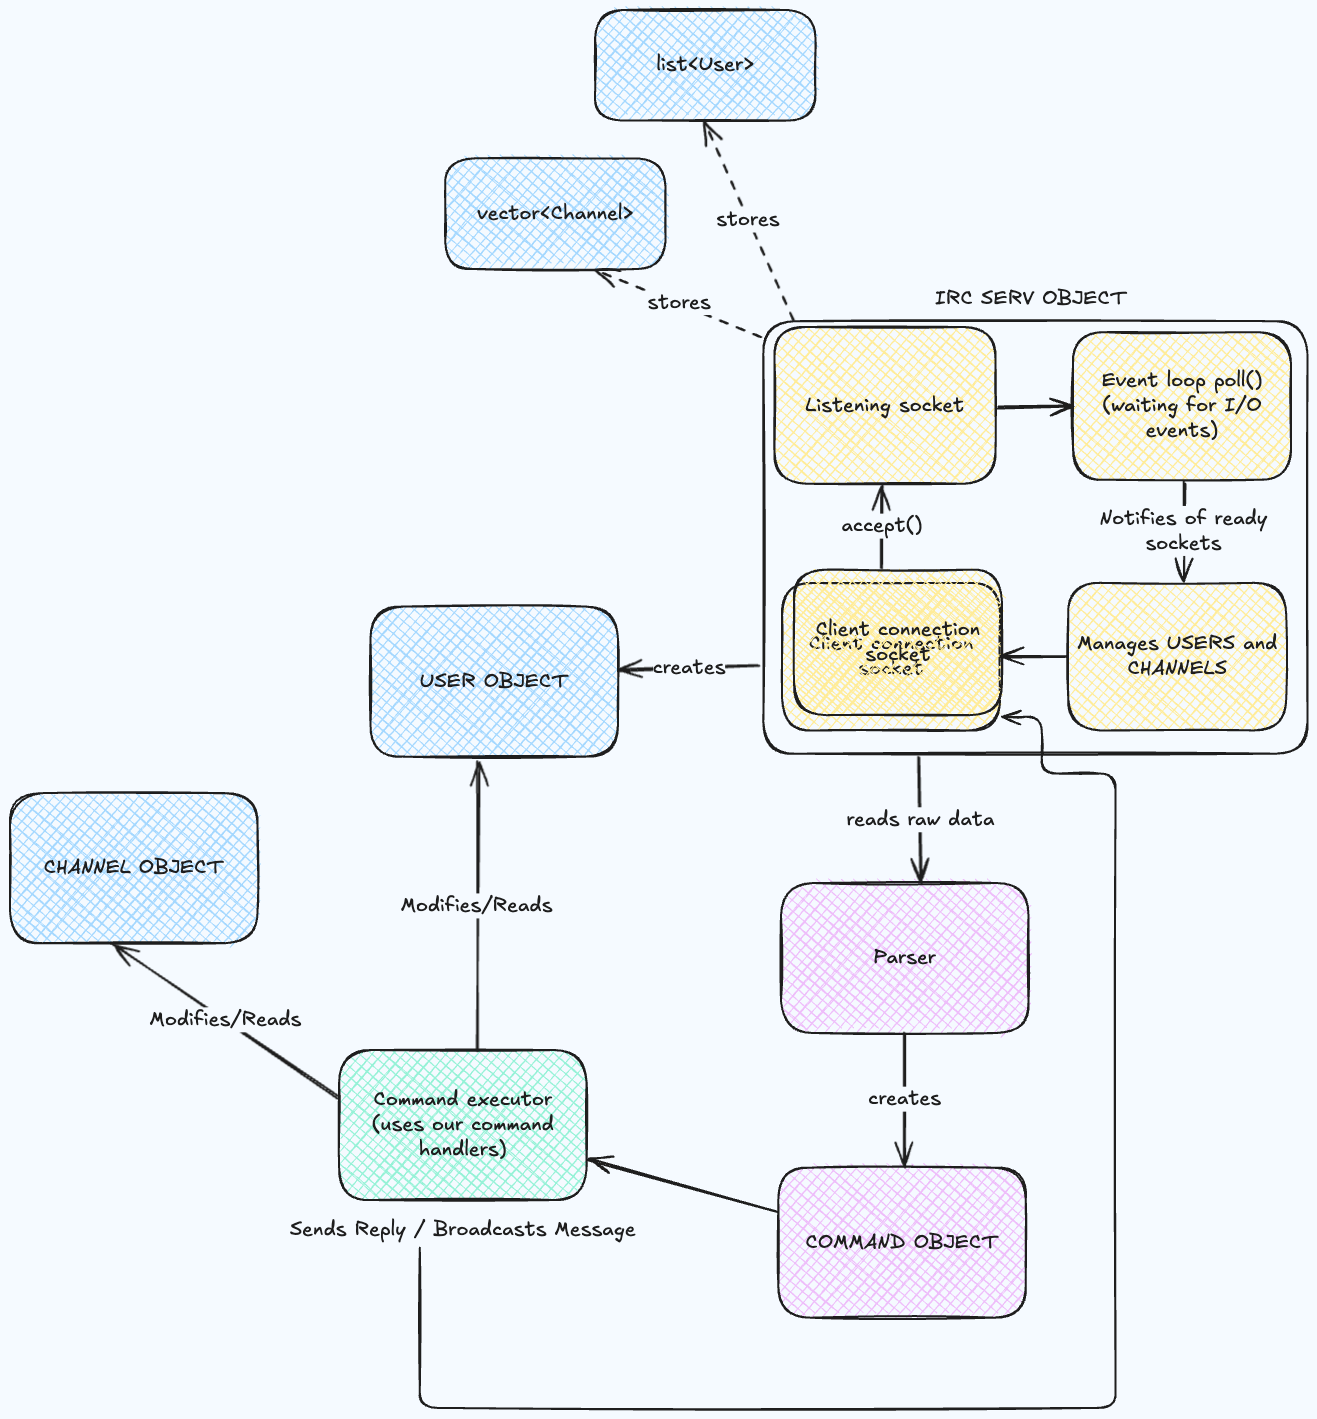 list<User>
vector<Channel>
stores
stores
IRC SERV OBJECT
Listening socket
Event loop poll()
(waiting for I/O
events)
accept()
Notifies of ready
sockets
Client connection
socket
Client connection
socket
Manages USERS and
CHANNELS
creates
USER OBJECT
reads raw data
CHANNEL OBJECT
Modifies/Reads
Parser
Modifies/Reads
creates
Command executor
(uses our command
handlers)
Sends Reply / Broadcasts Message
COMMAND OBJECT